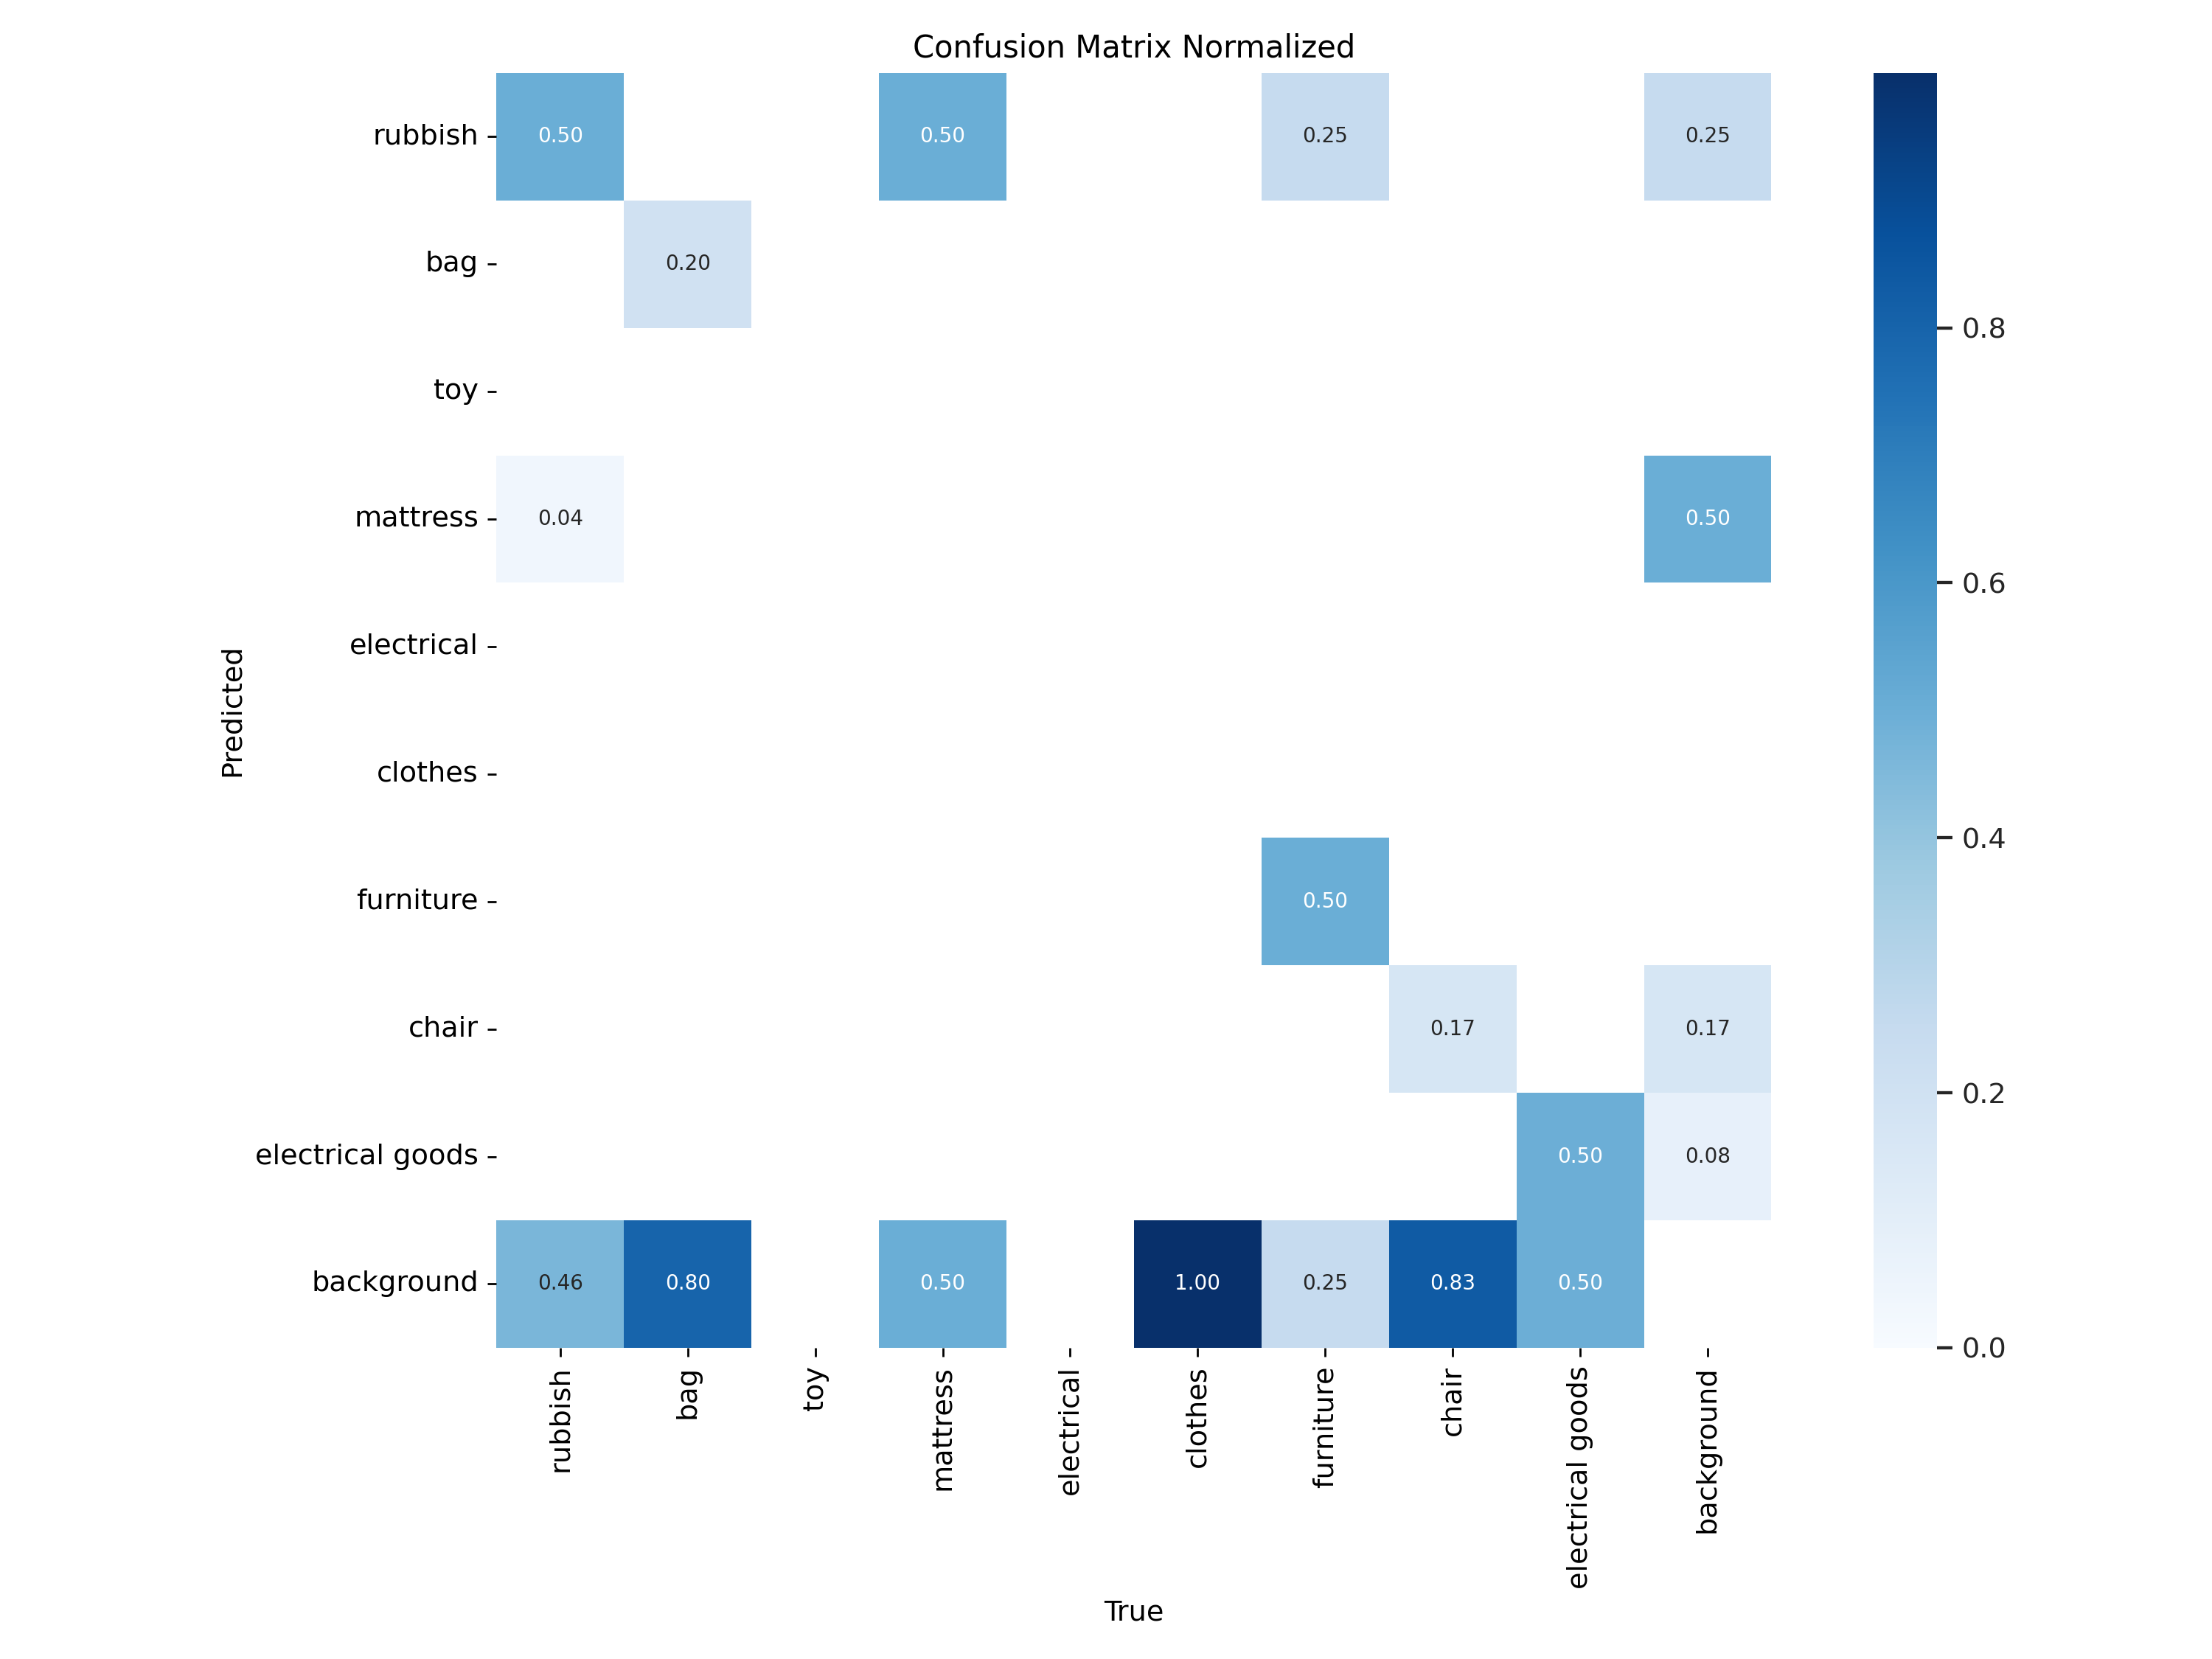 Confusion Matrix Normalized
rubbish 0.50 0.50 0.25 0.25
bag 0.20
toy
mattress 0.04 0.50
electrical
clothes
furniture 0.50
chair 0.17 0.17
electrical goods 0.50 0.08
background 0.46 0.80 0.50 1.00 0.25 0.83 0.50
Predicted
rubbish bag toy mattress electrical clothes furniture chair electrical goods background
True
0.8
0.6
0.4
0.2
0.0